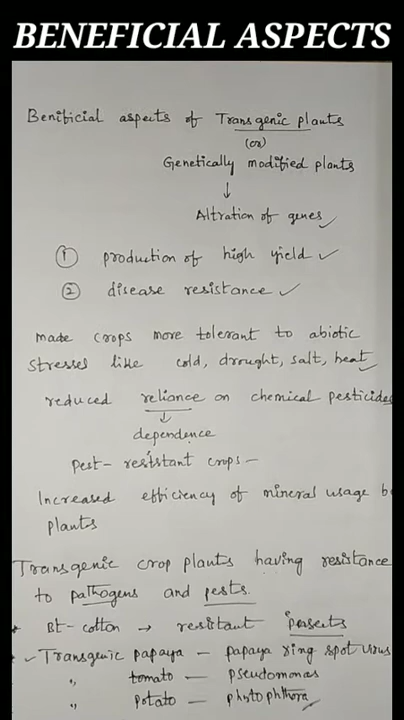 BENEFICIAL ASPECTS
Benificial aspects of Transgenic plants
(or)
Genetically modified plants
↓
Altration of genes ✓
① production of high yield ✓
② disease resistance ✓
made crops more tolerant to abiotic
stresses like cold, drought, salt, heat
reduced reliance on chemical pesticides
↓
dependence
pest- resistant crops -
Increased efficiency of mineral usage b
plants
Transgenic crop plants having resistance
to pathogens and pests.
Bt-cotton → resistant insects
✓ Transgenic papaya - papaya ring spot virus
" tomato - pseudomonas
" potato - phytophthora